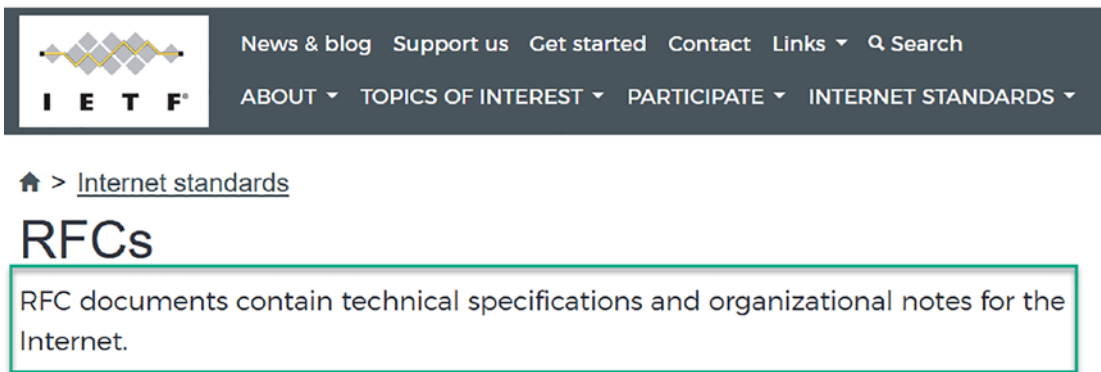 News & blog Support us Get started Contact Links Search
I E T F®
ABOUT TOPICS OF INTEREST PARTICIPATE INTERNET STANDARDS
> Internet standards
RFCs
RFC documents contain technical specifications and organizational notes for the
Internet.